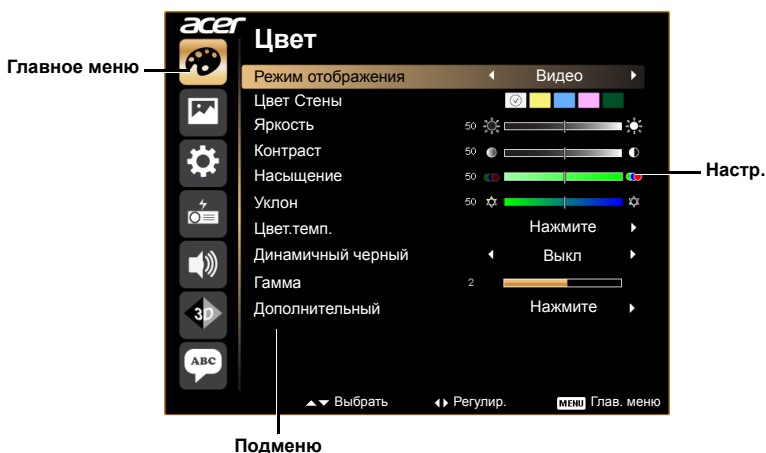 acer
Цвет
Главное меню
Режим отображения Видео
Цвет Стены
Яркость 50
Контраст 50
Насыщение 50
Настр.
Уклон 50
Цвет.темп. Нажмите
Динамичный черный Выкл
Гамма 2
3D
Дополнительный Нажмите
ABC
Выбрать Регулир. MENU Глав. меню
Подменю